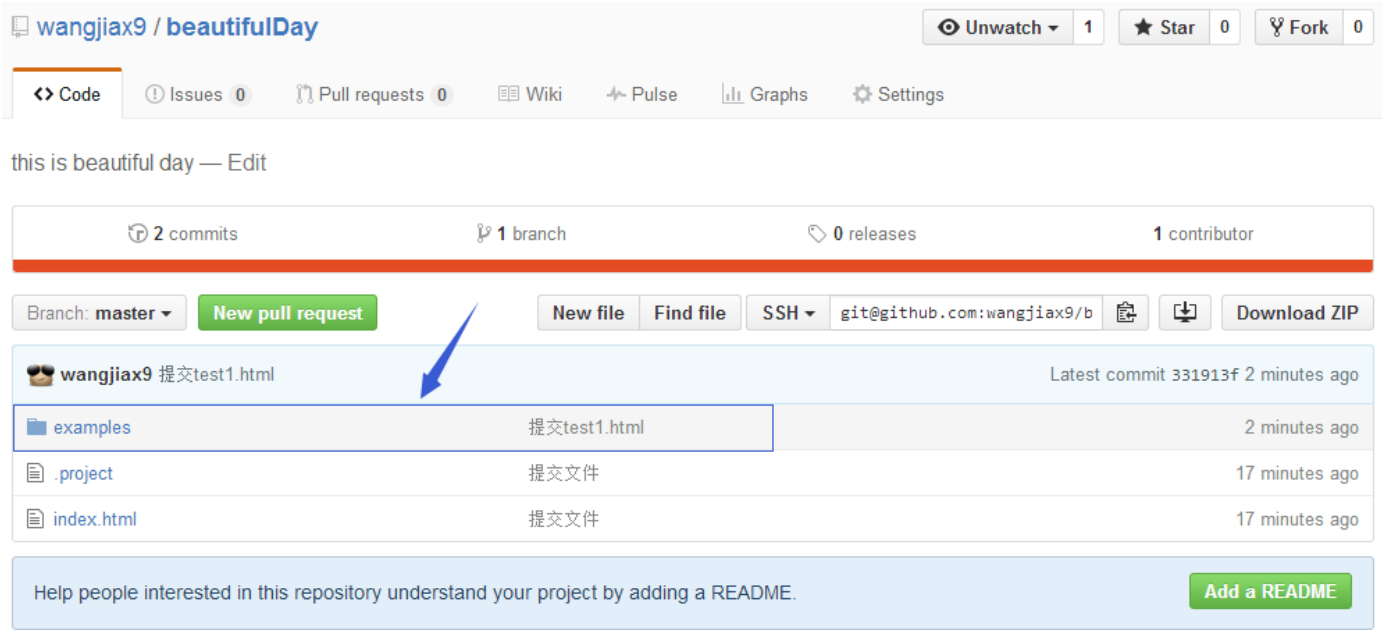 wangjiax9 / beautifulDay
Unwatch 1 Star 0 Fork 0
Code Issues 0 Pull requests 0 Wiki Pulse Graphs Settings
this is beautiful day — Edit
2 commits 1 branch 0 releases 1 contributor
Branch: master New pull request New file Find file SSH git@github.com:wangjiax9/b Download ZIP
wangjiax9 提交test1.html Latest commit 331913f 2 minutes ago
examples 提交test1.html 2 minutes ago
.project 提交文件 17 minutes ago
index.html 提交文件 17 minutes ago
Help people interested in this repository understand your project by adding a README. Add a README